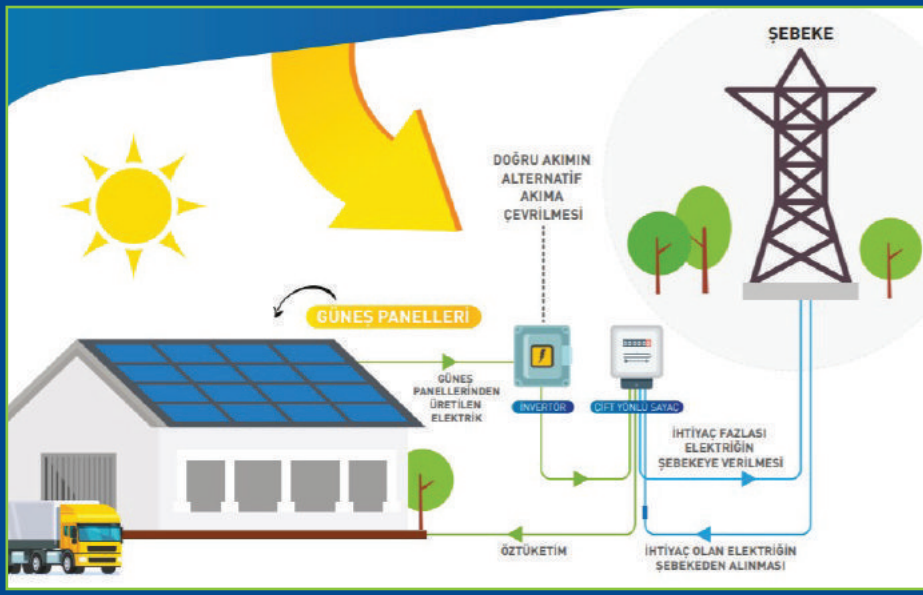 ŞEBEKE
DOĞRU AKIMIN
ALTERNATİF
AKIMA
ÇEVRİLMESİ
GÜNEŞ PANELLERİ
GÜNEŞ
PANELLERİNDEN
ÜRETİLEN
ELEKTRİK
İNVERTÖR
ÇİFT YÖNLÜ SAYAÇ
İHTİYAÇ FAZLASI
ELEKTRİĞİN
ŞEBEKEYE VERİLMESİ
ÖZTÜKETİM
İHTİYAÇ OLAN ELEKTRİĞİN
ŞEBEKEDEN ALINMASI